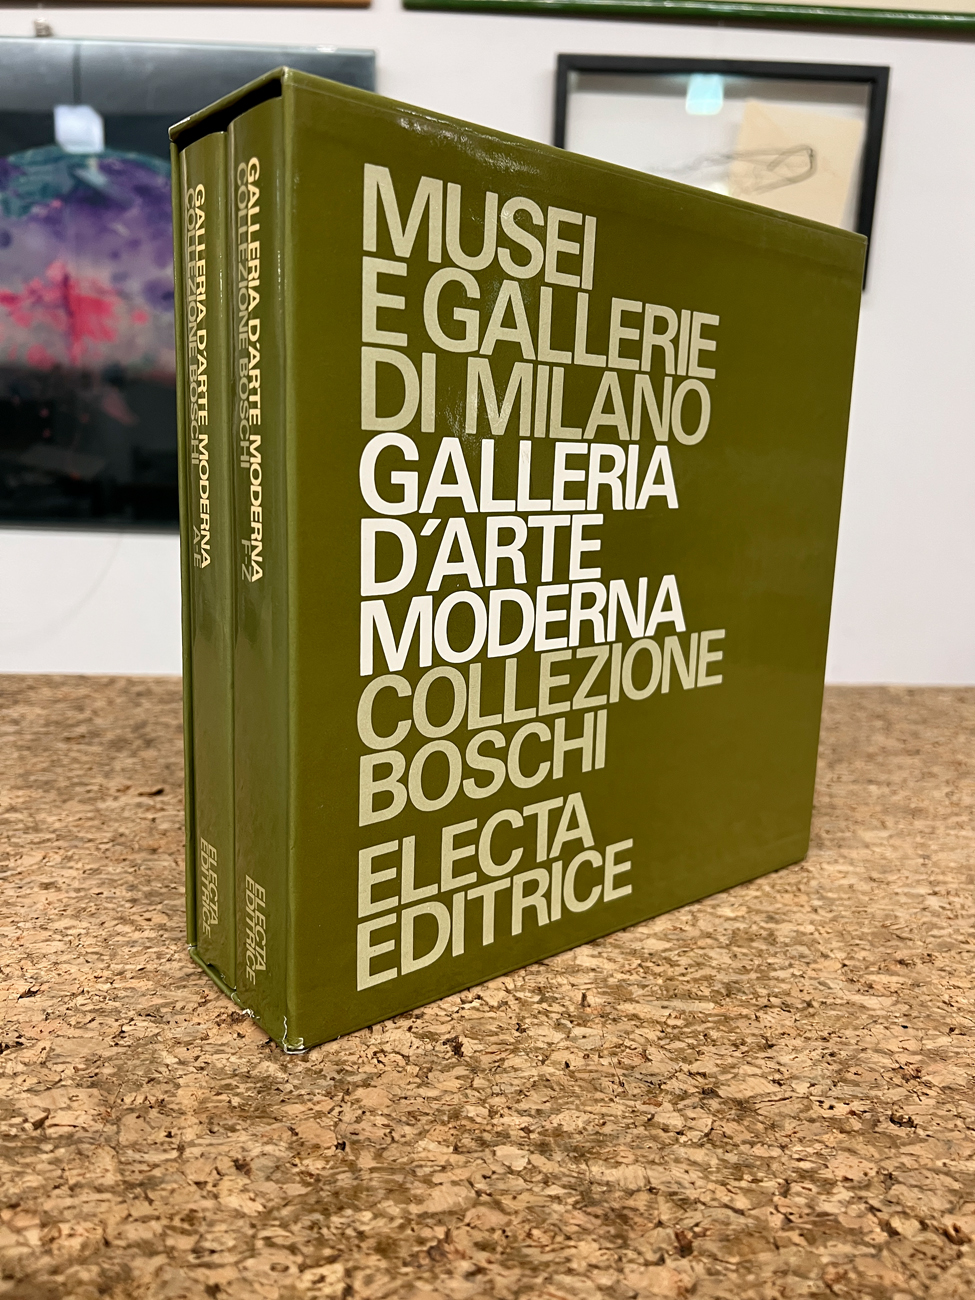 GALLERIA D'ARTE MODERNA
COLLEZIONE BOSCHI A-E
ELECTA
EDITRICE
GALLERIA D'ARTE MODERNA
COLLEZIONE BOSCHI F-Z
ELECTA
EDITRICE
MUSEI
E GALLERIE
DI MILANO
GALLERIA
D'ARTE
MODERNA
COLLEZIONE
BOSCHI
ELECTA
EDITRICE